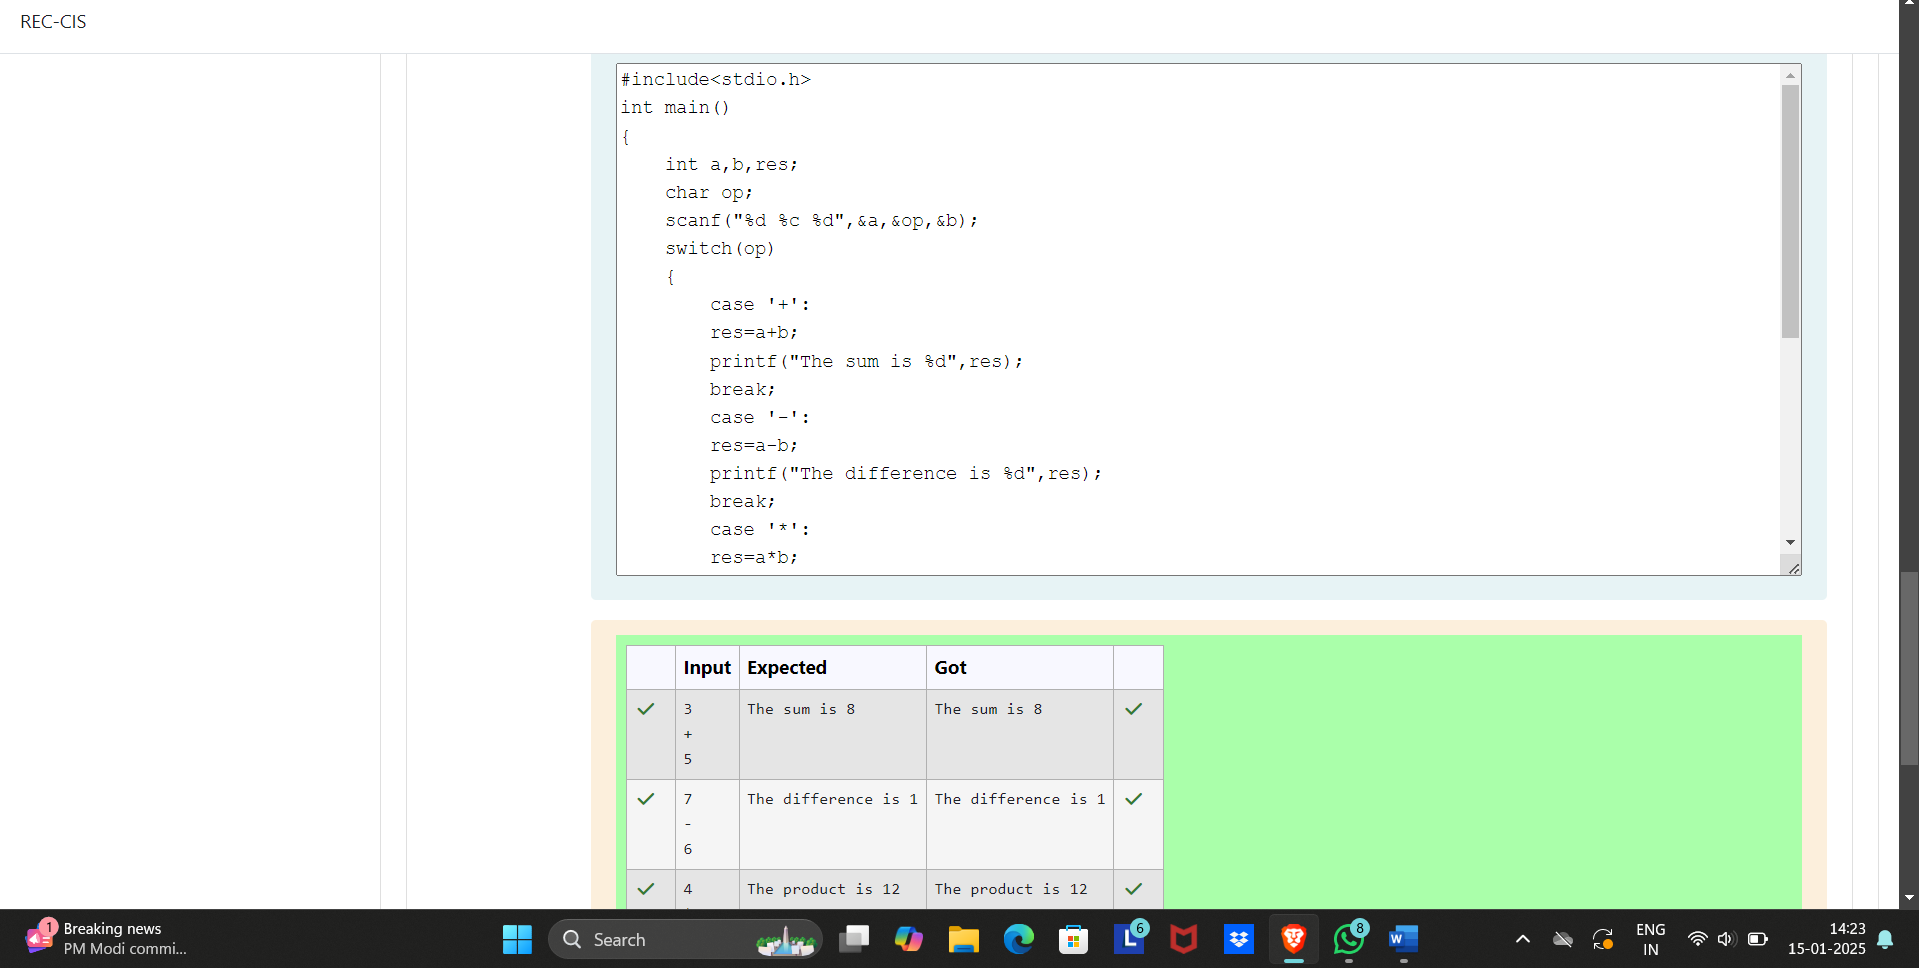 REC-CIS
#include<stdio.h>
int main()
{
    int a,b,res;
    char op;
    scanf("%d %c %d",&a,&op,&b);
    switch(op)
    {
        case '+':
        res=a+b;
        printf("The sum is %d",res);
        break;
        case '-':
        res=a-b;
        printf("The difference is %d",res);
        break;
        case '*':
        res=a*b;
Input Expected Got
3 The sum is 8 The sum is 8
+
5
7 The difference is 1 The difference is 1
-
6
4 The product is 12 The product is 12
1 Breaking news
PM Modi commi...
Search
6
8
ENG
IN
14:23
15-01-2025